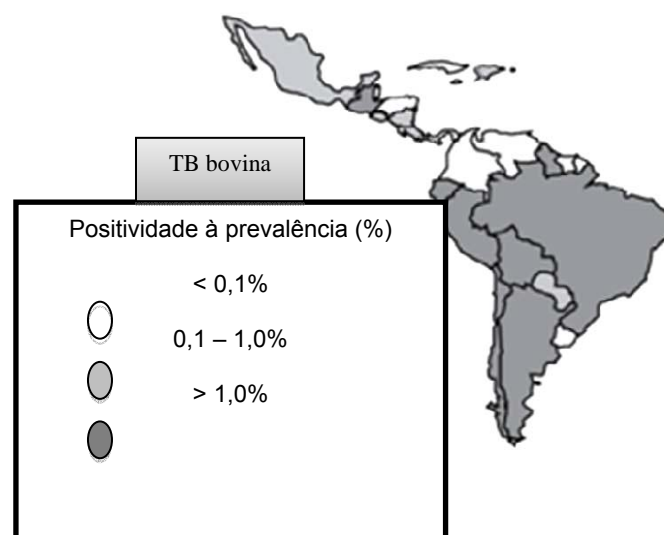 TB bovina
Positividade à prevalência (%)
< 0,1%
0,1 – 1,0%
> 1,0%